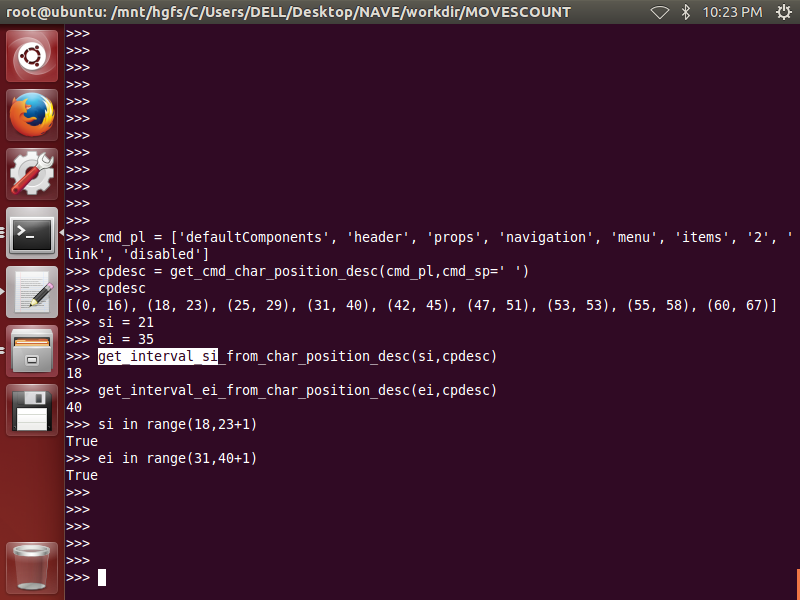 root@ubuntu: /mnt/hgfs/C/Users/DELL/Desktop/NAVE/workdir/MOVESCOUNT 10:23 PM
>>>
>>>
>>>
>>>
>>>
>>>
>>>
>>>
>>>
>>>
>>>
>>>
>>> cmd_pl = ['defaultComponents', 'header', 'props', 'navigation', 'menu', 'items', '2', '
link', 'disabled']
>>> cpdesc = get_cmd_char_position_desc(cmd_pl,cmd_sp=' ')
>>> cpdesc
[(0, 16), (18, 23), (25, 29), (31, 40), (42, 45), (47, 51), (53, 53), (55, 58), (60, 67)]
>>> si = 21
>>> ei = 35
>>> get_interval_si_from_char_position_desc(si,cpdesc)
18
>>> get_interval_ei_from_char_position_desc(ei,cpdesc)
40
>>> si in range(18,23+1)
True
>>> ei in range(31,40+1)
True
>>>
>>>
>>>
>>>
>>>
>>>